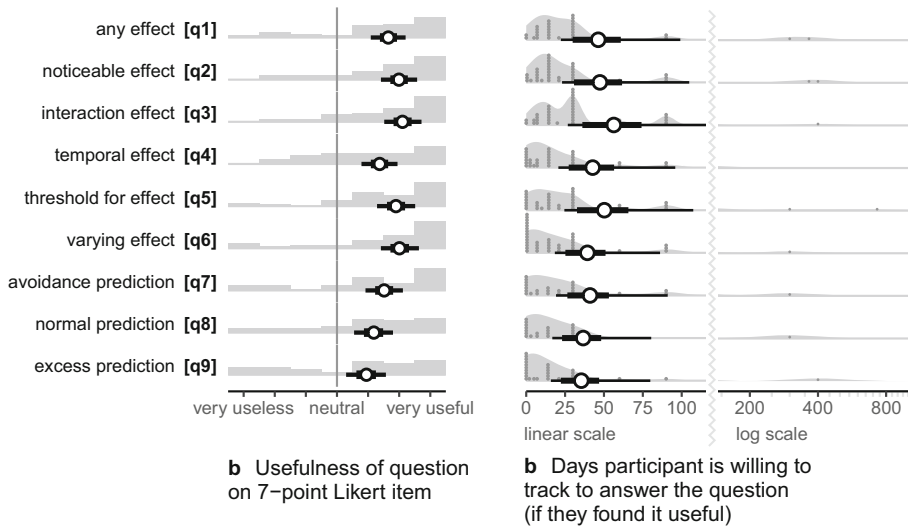 any effect [q1]
noticeable effect [q2]
interaction effect [q3]
temporal effect [q4]
threshold for effect [q5]
varying effect [q6]
avoidance prediction [q7]
normal prediction [q8]
excess prediction [q9]
very useless neutral very useful
0 25 50 75 100 200 400 800
linear scale log scale
b Usefulness of question
on 7−point Likert item
b Days participant is willing to
track to answer the question
(if they found it useful)